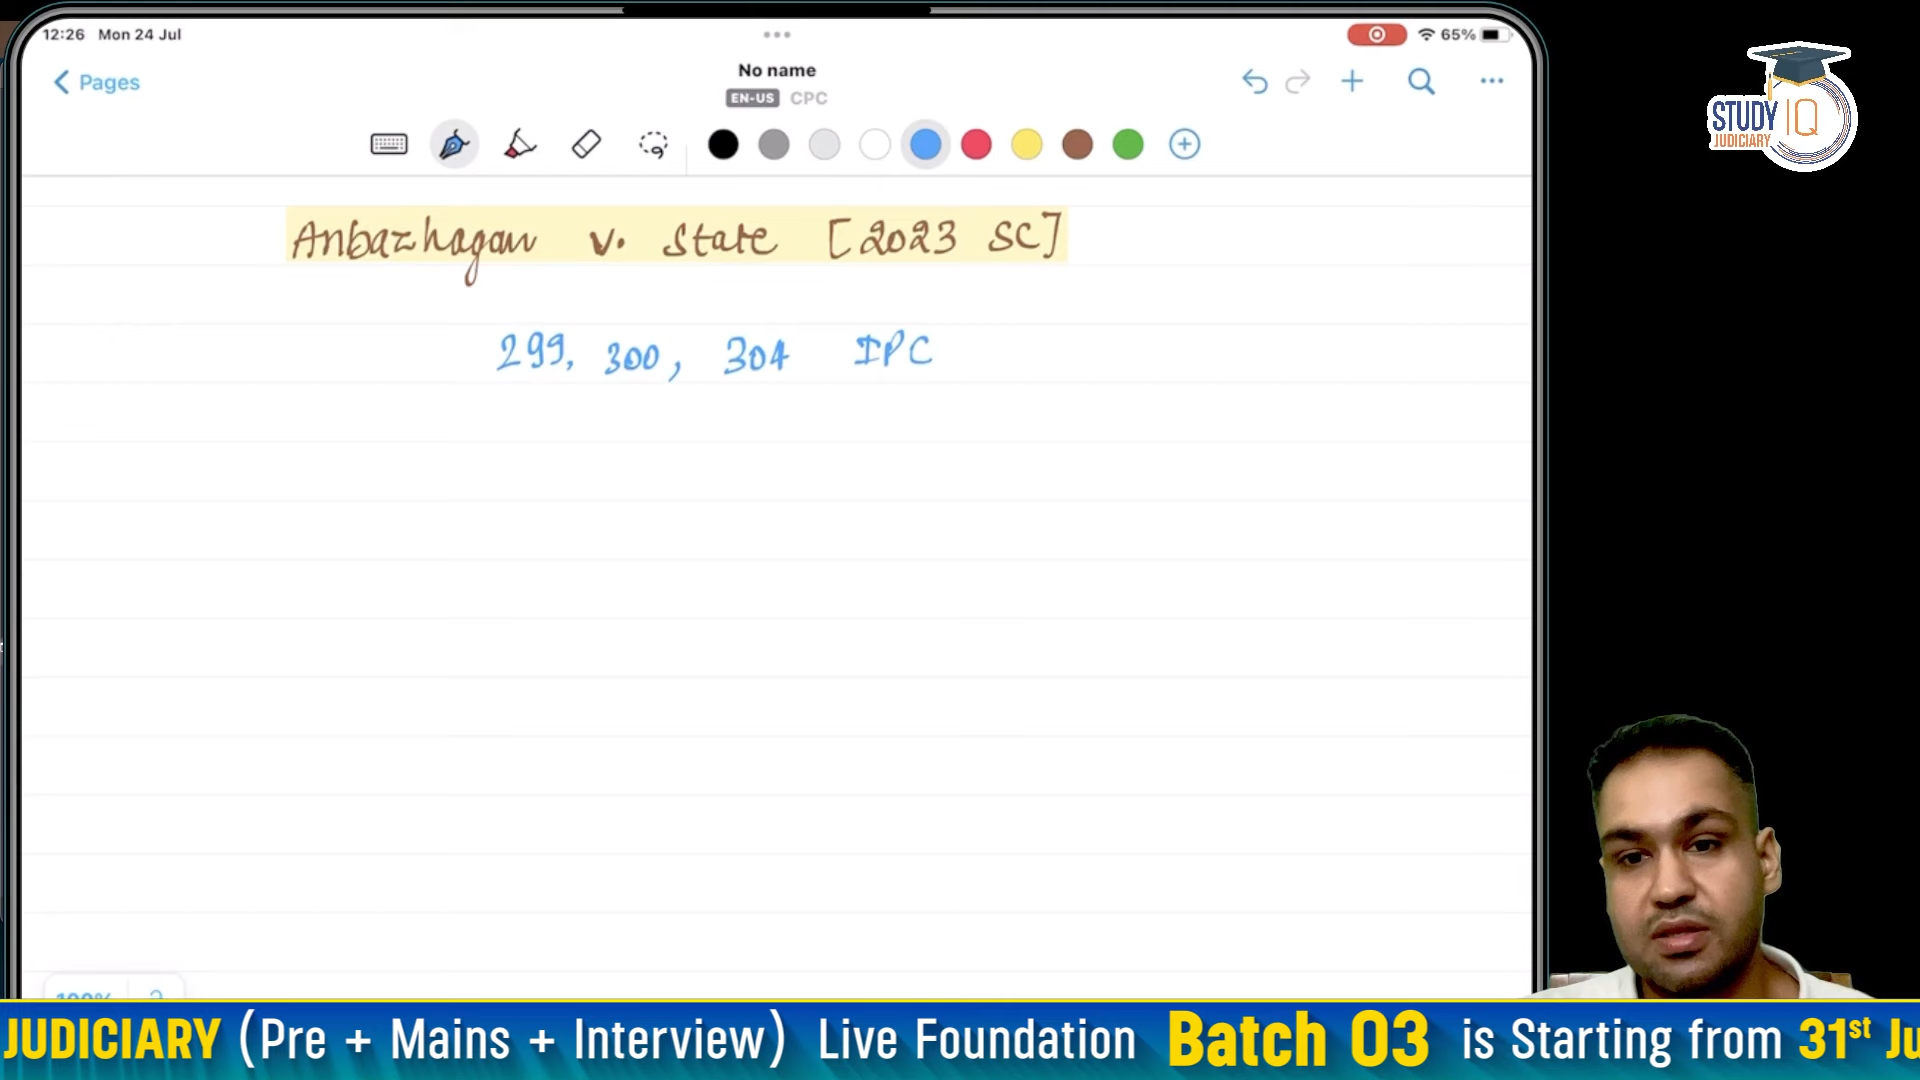 12:26 Mon 24 Jul
65%
Pages
No name
EN-US CPC
STUDY IQ
JUDICIARY
Anbazhagan v. State [2023 SC]
299, 300, 304 IPC
JUDICIARY (Pre + Mains + Interview) Live Foundation Batch 03 is Starting from 31st Ju